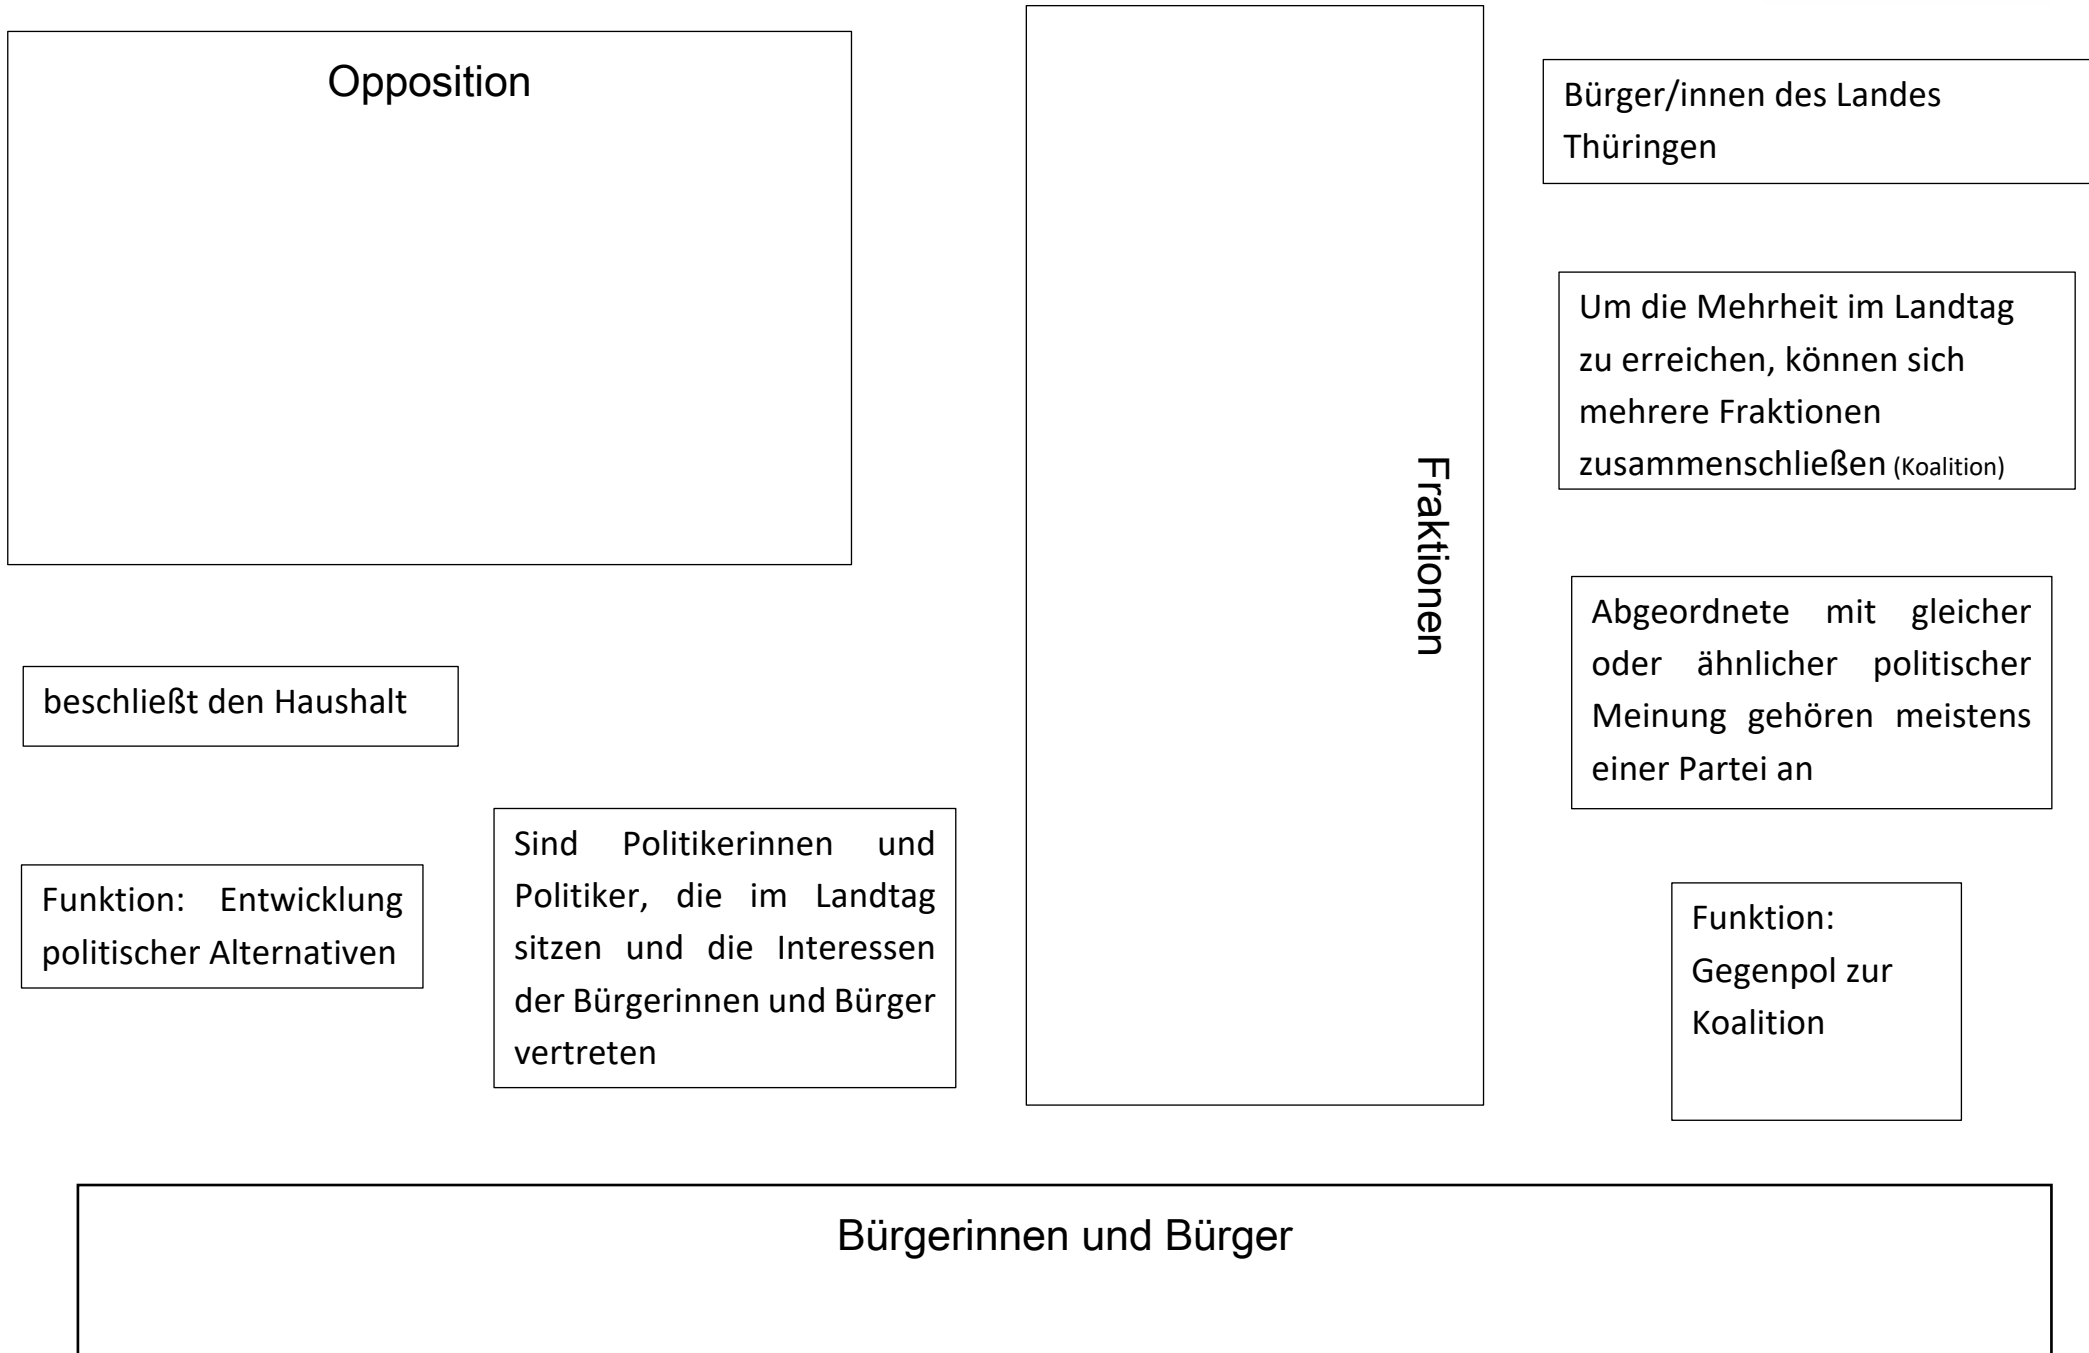 Opposition
Bürger/innen des Landes
Thüringen
Um die Mehrheit im Landtag
zu erreichen, können sich
mehrere Fraktionen
zusammenschließen (Koalition)
Fraktionen
Abgeordnete mit gleicher
oder ähnlicher politischer
Meinung gehören meistens
einer Partei an
beschließt den Haushalt
Funktion: Entwicklung
politischer Alternativen
Sind Politikerinnen und
Politiker, die im Landtag
sitzen und die Interessen
der Bürgerinnen und Bürger
vertreten
Funktion:
Gegenpol zur
Koalition
Bürgerinnen und Bürger